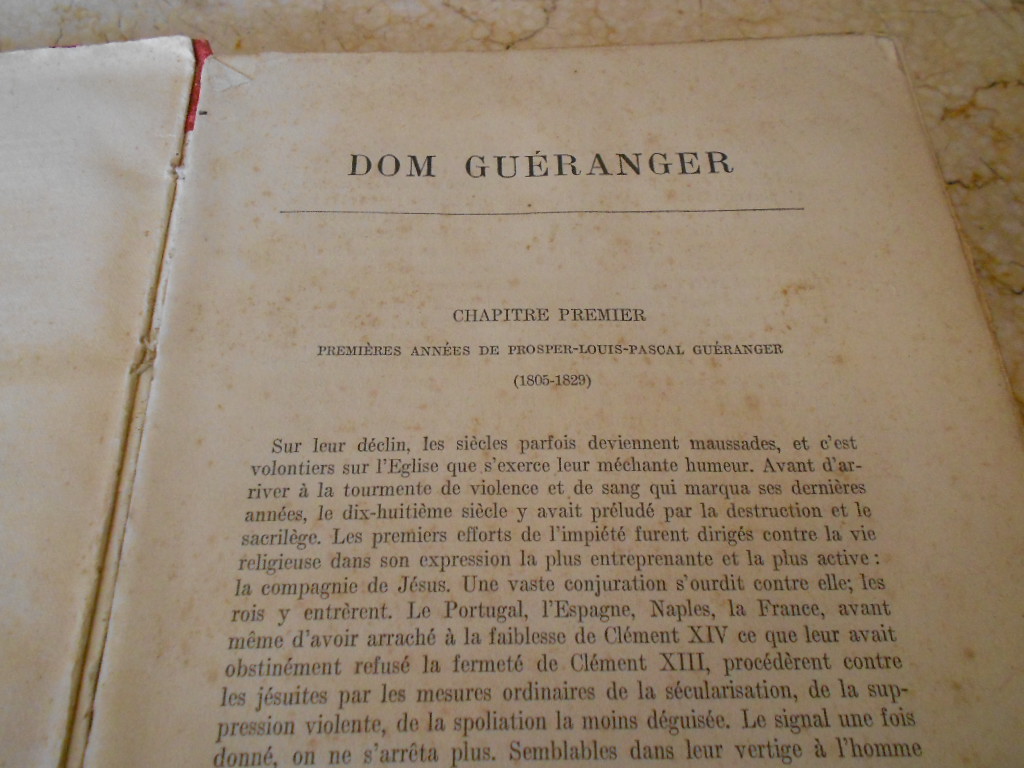 DOM GUÉRANGER
CHAPITRE PREMIER
PREMIÈRES ANNÉES DE PROSPER-LOUIS-PASCAL GUÉRANGER
(1805-1829)
Sur leur déclin, les siècles parfois deviennent maussades, et c'est
volontiers sur l'Eglise que s'exerce leur méchante humeur. Avant d'ar-
river à la tourmente de violence et de sang qui marqua ses dernières
années, le dix-huitième siècle y avait préludé par la destruction et le
sacrilège. Les premiers efforts de l'impiété furent dirigés contre la vie
religieuse dans son expression la plus entreprenante et la plus active :
la compagnie de Jésus. Une vaste conjuration s'ourdit contre elle; les
rois y entrèrent. Le Portugal, l'Espagne, Naples, la France, avant
même d'avoir arraché à la faiblesse de Clément XIV ce que leur avait
obstinément refusé la fermeté de Clément XIII, procédèrent contre
les jésuites par les mesures ordinaires de la sécularisation, de la sup-
pression violente, de la spoliation la moins déguisée. Le signal une fois
donné, on ne s'arrêta plus. Semblables dans leur vertige à l'homme